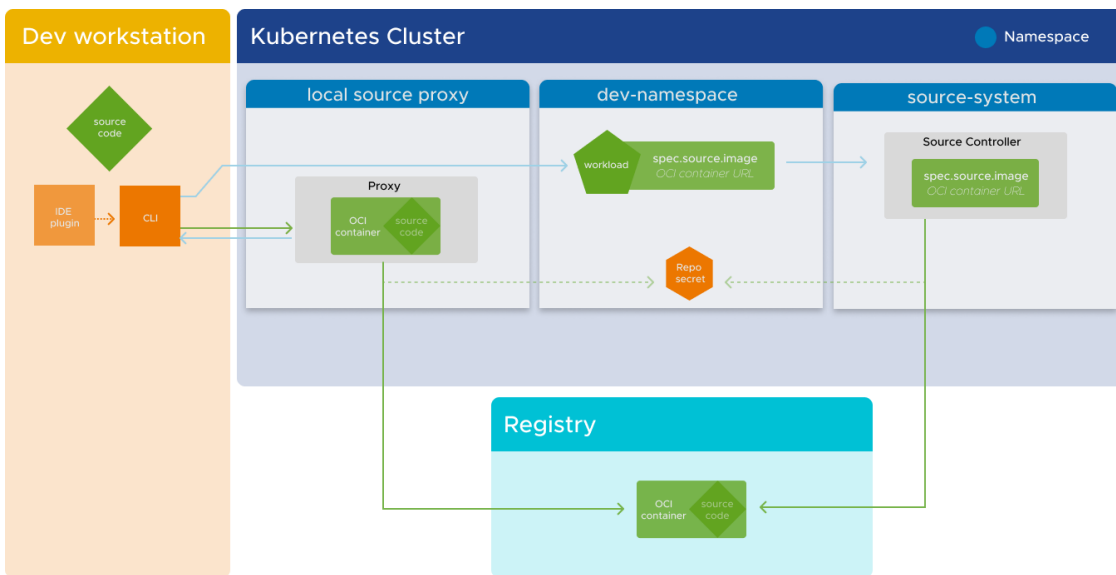 Dev workstation
Kubernetes Cluster
Namespace
local source proxy
dev-namespace
source-system
source
code
IDE
plugin
CLI
Proxy
OCI
container
source
code
workload
spec.source.image
OCI container URL
Source Controller
spec.source.image
OCI container URL
Repo
secret
Registry
OCI
container
source
code